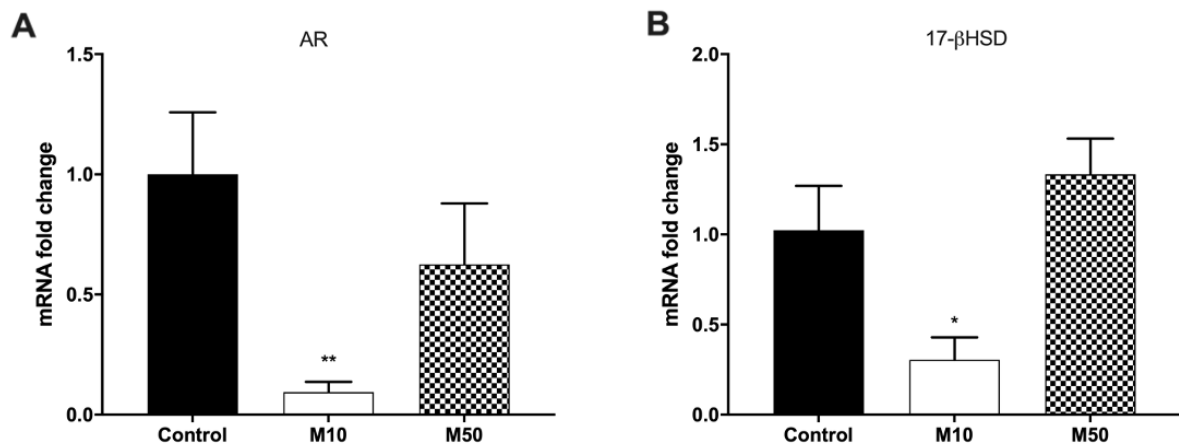 A
AR
mRNA fold change
1.5
1.0
0.5
0.0
**
Control M10 M50
B
17-βHSD
mRNA fold change
2.0
1.5
1.0
0.5
0.0
*
Control M10 M50